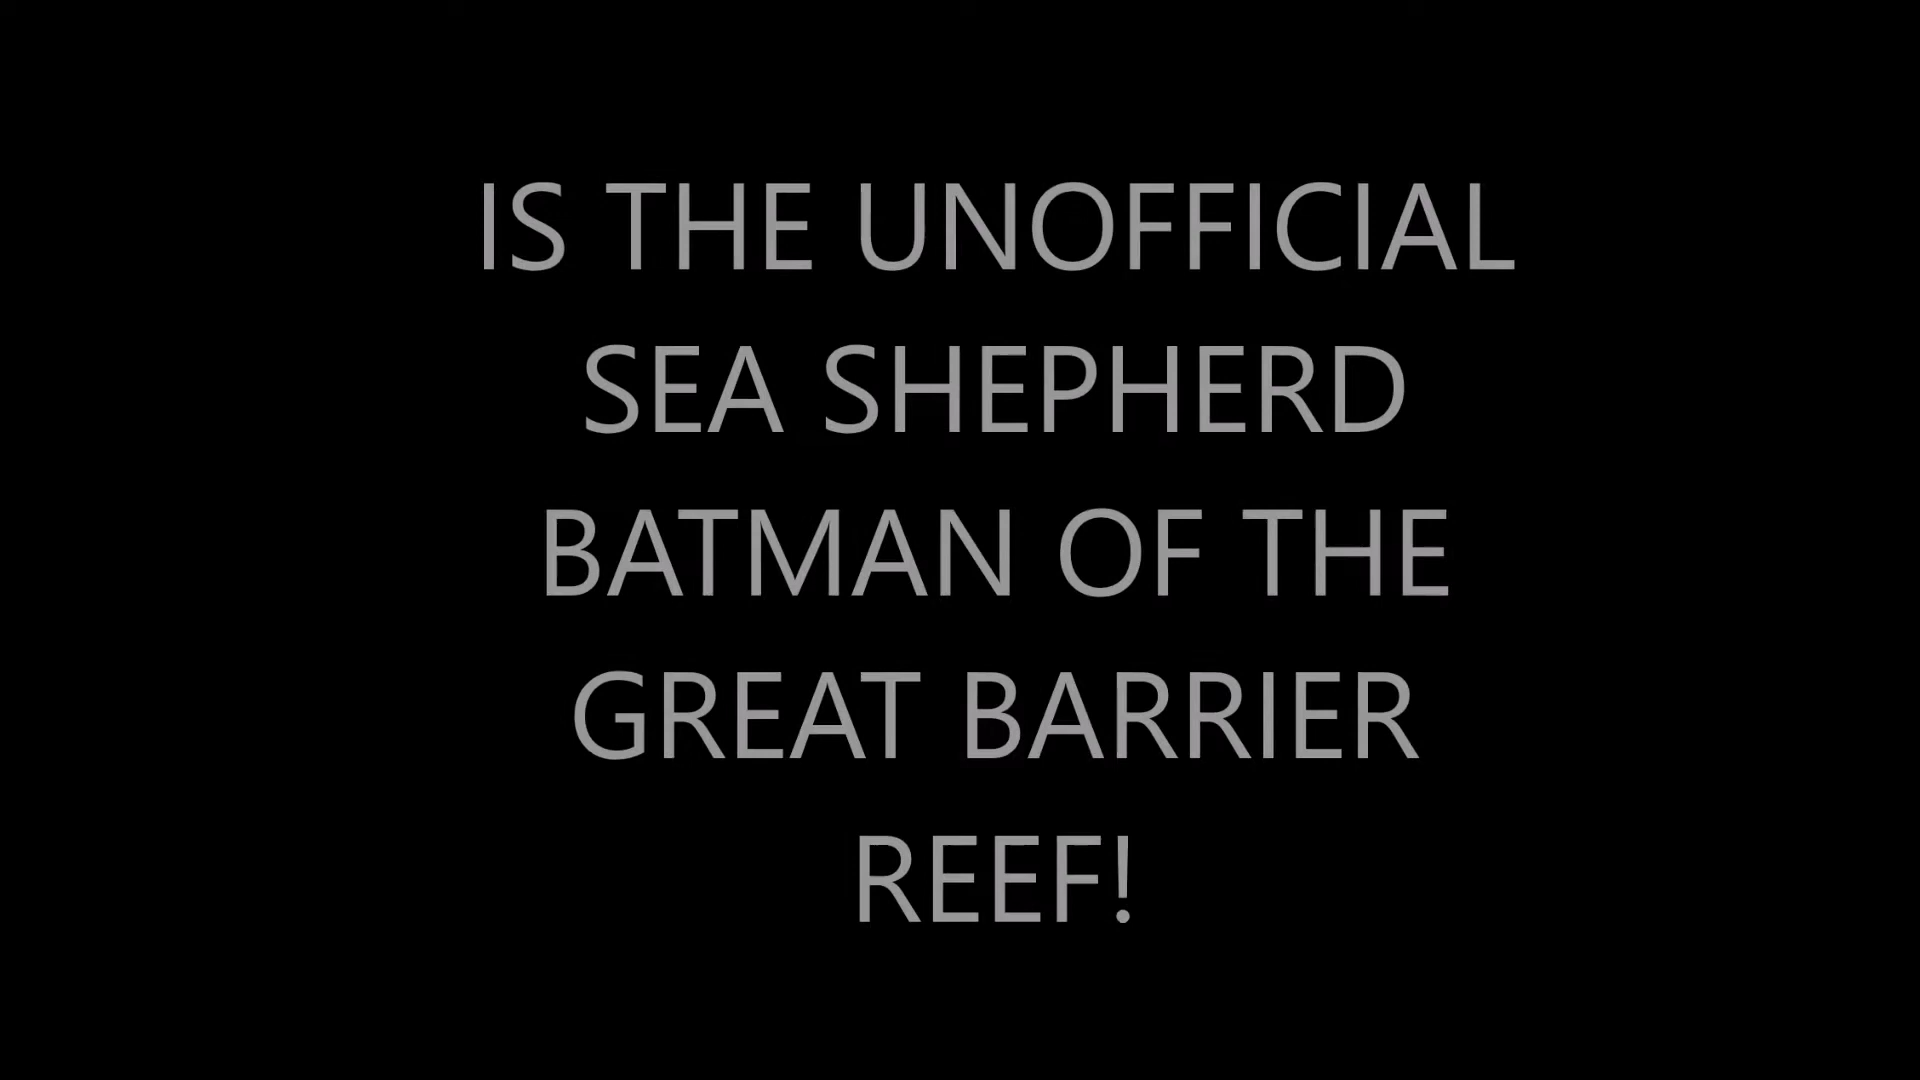 IS THE UNOFFICIAL
SEA SHEPHERD
BATMAN OF THE
GREAT BARRIER
REEF!